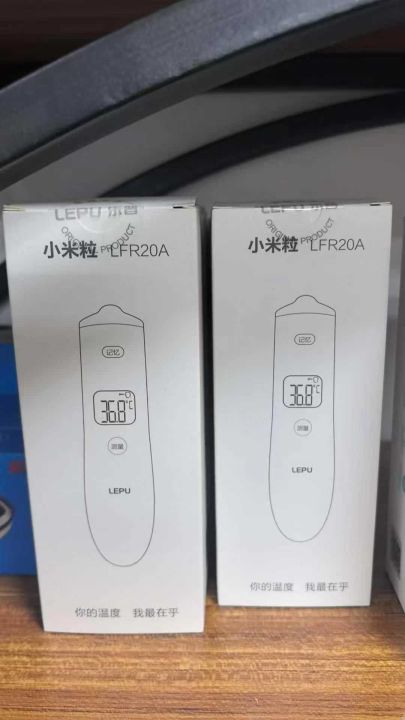 LEPU 乐普
ORIGINAL PRODUCT
小米粒 LFR20A
记忆
36.8℃
测量
LEPU
你的温度 我最在乎
LEPU 乐普
ORIGINAL PRODUCT
小米粒 LFR20A
记忆
36.8℃
测量
LEPU
你的温度 我最在乎